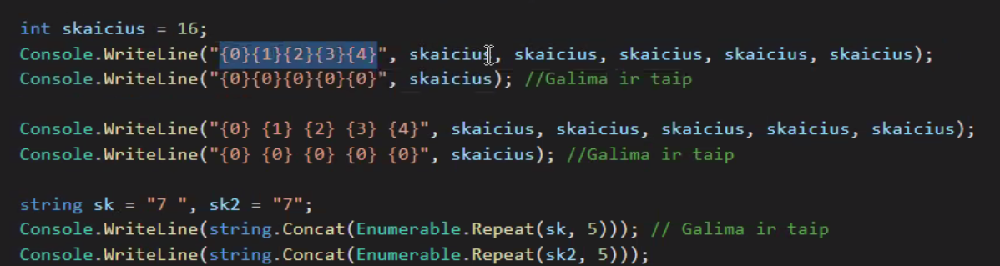 int skaicius = 16;
Console.WriteLine("{0}{1}{2}{3}{4}", skaicius, skaicius, skaicius, skaicius, skaicius);
Console.WriteLine("{0}{0}{0}{0}{0}", skaicius); //Galima ir taip
Console.WriteLine("{0} {1} {2} {3} {4}", skaicius, skaicius, skaicius, skaicius, skaicius);
Console.WriteLine("{0} {0} {0} {0} {0}", skaicius); //Galima ir taip
string sk = "7 ", sk2 = "7";
Console.WriteLine(string.Concat(Enumerable.Repeat(sk, 5))); // Galima ir taip
Console.WriteLine(string.Concat(Enumerable.Repeat(sk2, 5)));